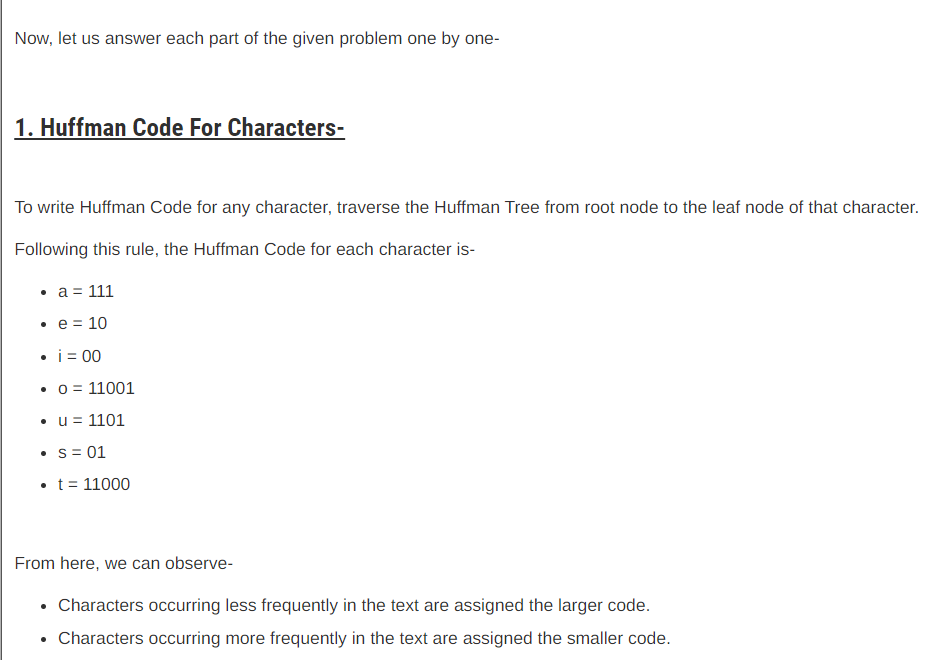 Now, let us answer each part of the given problem one by one-
1. Huffman Code For Characters-
To write Huffman Code for any character, traverse the Huffman Tree from root node to the leaf node of that character.
Following this rule, the Huffman Code for each character is-
• a = 111
• e = 10
• i = 00
• o = 11001
• u = 1101
• s = 01
• t = 11000
From here, we can observe-
• Characters occurring less frequently in the text are assigned the larger code.
• Characters occurring more frequently in the text are assigned the smaller code.